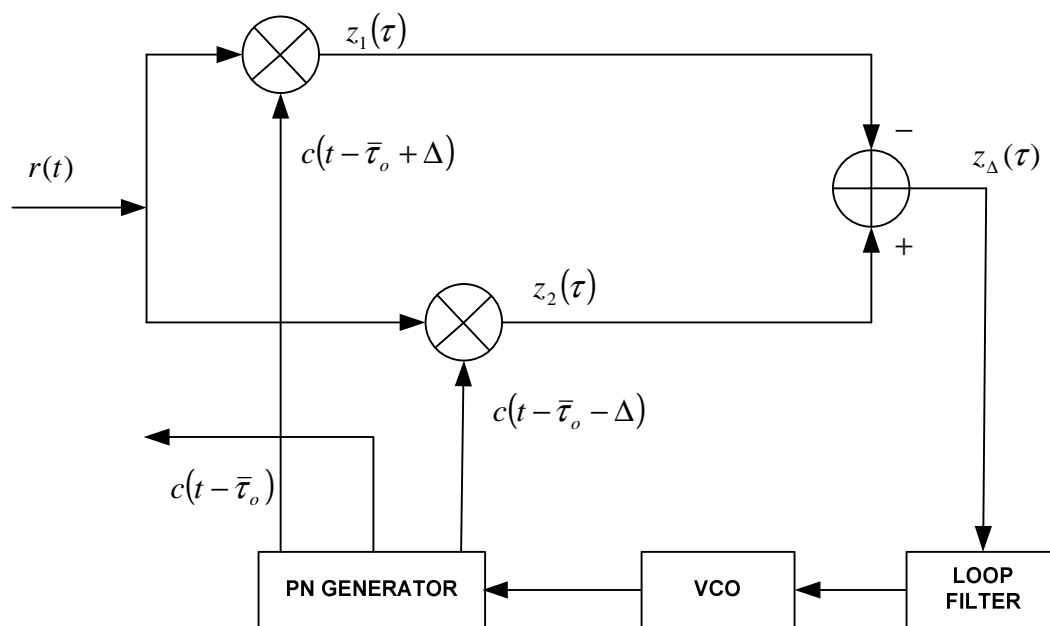 z₁(τ)
−
c(t − τ̄ₒ + Δ)
z_Δ(τ)
r(t)
+
z₂(τ)
c(t − τ̄ₒ − Δ)
c(t − τ̄ₒ)
PN GENERATOR
VCO
LOOP
FILTER